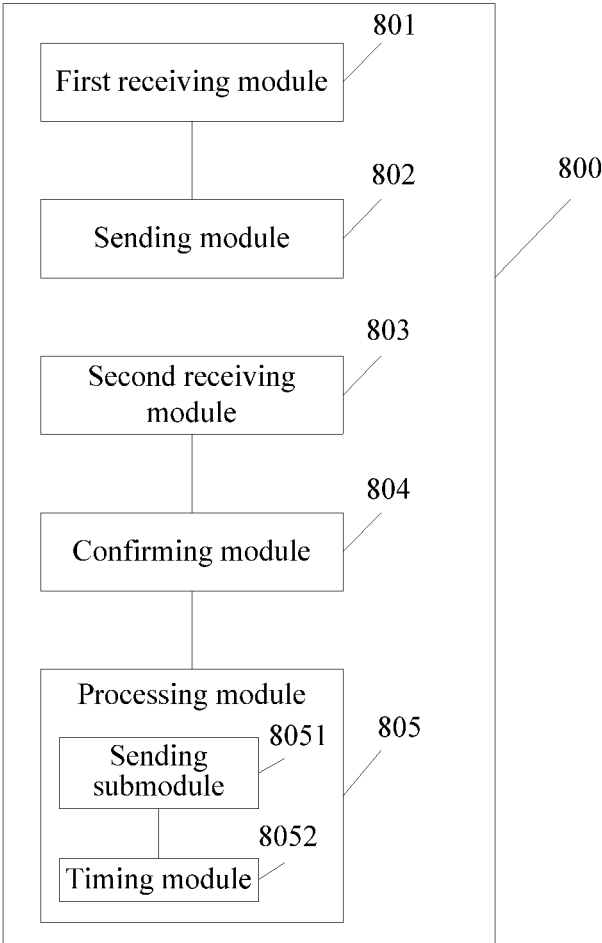 801
First receiving module
802
800
Sending module
803
Second receiving
module
804
Confirming module
Processing module
805
8051
Sending
submodule
8052
Timing module